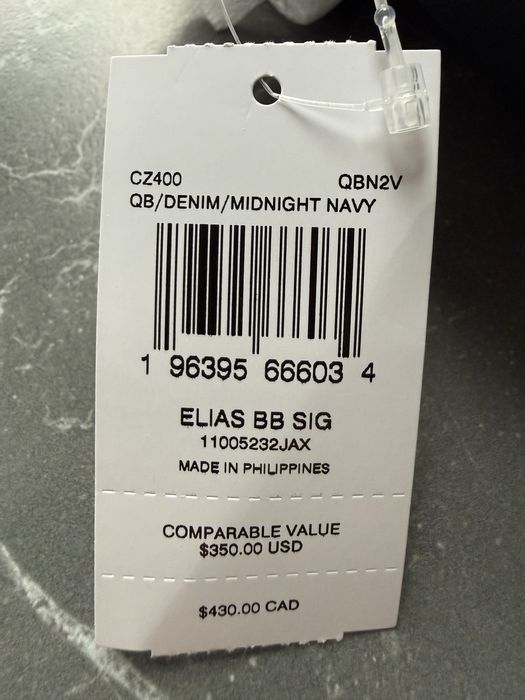 CZ400 QBN2V
QB/DENIM/MIDNIGHT NAVY
1 96395 66603 4
ELIAS BB SIG
11005232JAX
MADE IN PHILIPPINES
COMPARABLE VALUE
$350.00 USD
$430.00 CAD